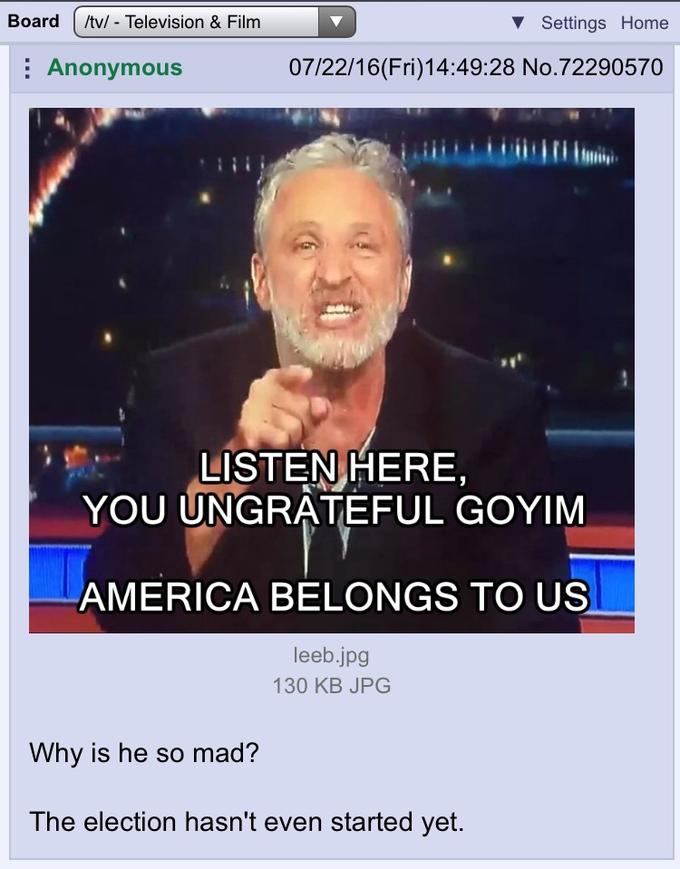 Board /tv/ - Television & Film ▼ ▼ Settings Home
Anonymous 07/22/16(Fri)14:49:28 No.72290570
LISTEN HERE,
YOU UNGRATEFUL GOYIM
AMERICA BELONGS TO US
leeb.jpg
130 KB JPG
Why is he so mad?
The election hasn't even started yet.